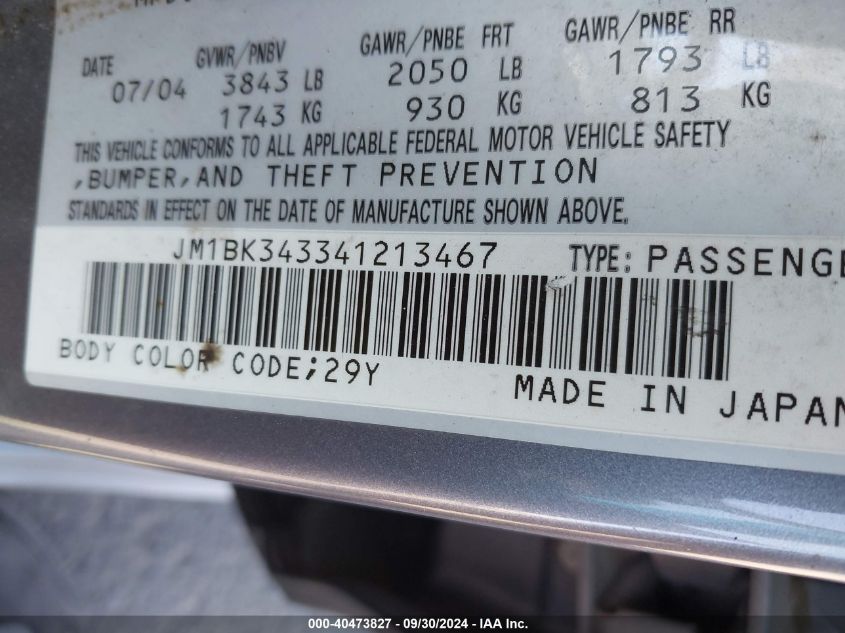 DATE GVWR/PNBV GAWR/PNBE FRT GAWR/PNBE RR
07/04 3843 LB 2050 LB 1793 LB
1743 KG 930 KG 813 KG
THIS VEHICLE CONFORMS TO ALL APPLICABLE FEDERAL MOTOR VEHICLE SAFETY
,BUMPER,AND THEFT PREVENTION
STANDARDS IN EFFECT ON THE DATE OF MANUFACTURE SHOWN ABOVE.
JM1BK343341213467 TYPE: PASSENGE
BODY COLOR CODE;29Y
MADE IN JAPAN
000-40473827 - 09/30/2024 - IAA Inc.